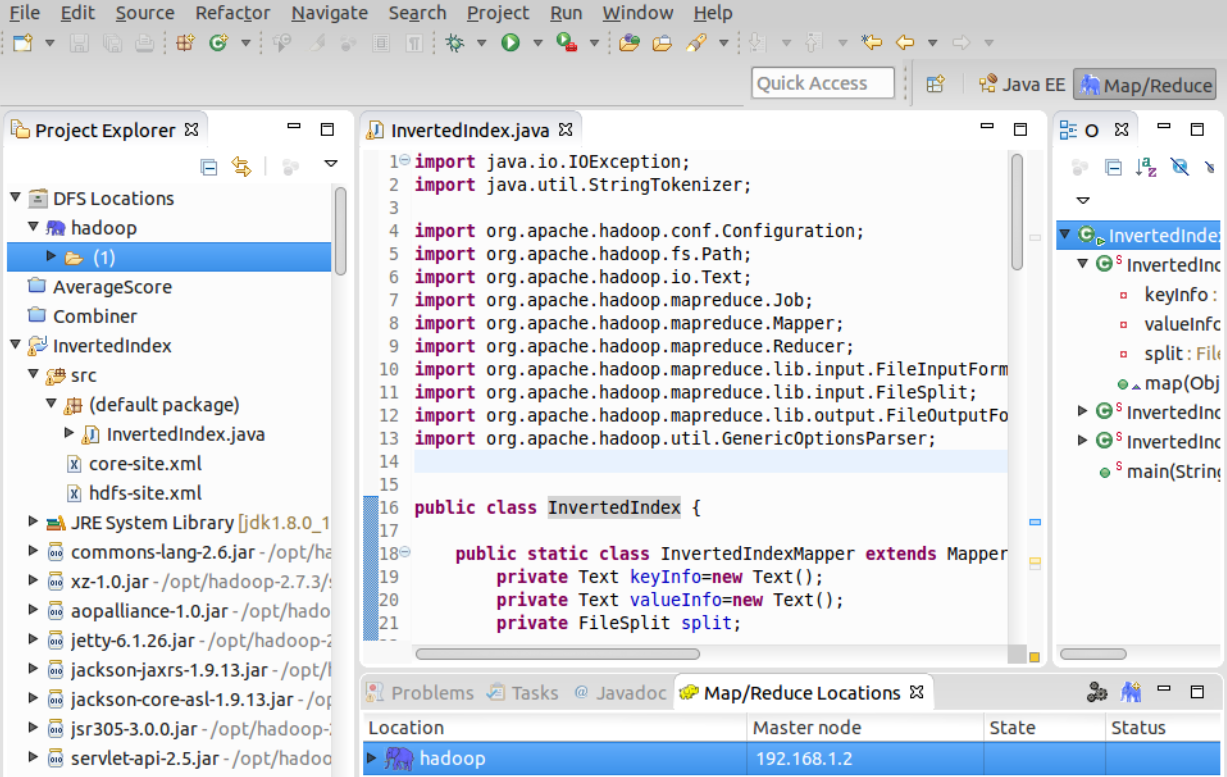 File Edit Source Refactor Navigate Search Project Run Window Help
Quick Access
Java EE
Map/Reduce
Project Explorer
DFS Locations
hadoop
(1)
AverageScore
Combiner
InvertedIndex
src
(default package)
InvertedIndex.java
core-site.xml
hdfs-site.xml
JRE System Library [jdk1.8.0_1
commons-lang-2.6.jar - /opt/ha
xz-1.0.jar - /opt/hadoop-2.7.3/
aopalliance-1.0.jar - /opt/hado
jetty-6.1.26.jar - /opt/hadoop-2
jackson-jaxrs-1.9.13.jar - /opt/
jackson-core-asl-1.9.13.jar - /op
jsr305-3.0.0.jar - /opt/hadoop-
servlet-api-2.5.jar - /opt/hadoo
InvertedIndex.java
1 import java.io.IOException;
2 import java.util.StringTokenizer;
3
4 import org.apache.hadoop.conf.Configuration;
5 import org.apache.hadoop.fs.Path;
6 import org.apache.hadoop.io.Text;
7 import org.apache.hadoop.mapreduce.Job;
8 import org.apache.hadoop.mapreduce.Mapper;
9 import org.apache.hadoop.mapreduce.Reducer;
10 import org.apache.hadoop.mapreduce.lib.input.FileInputForm
11 import org.apache.hadoop.mapreduce.lib.input.FileSplit;
12 import org.apache.hadoop.mapreduce.lib.output.FileOutputFo
13 import org.apache.hadoop.util.GenericOptionsParser;
14
15
16 public class InvertedIndex {
17
18 public static class InvertedIndexMapper extends Mapper
19 private Text keyInfo=new Text();
20 private Text valueInfo=new Text();
21 private FileSplit split;
O
InvertedIndex
InvertedInd
keyInfo :
valueInfo
split : File
map(Obj
InvertedInd
InvertedInd
main(String
Problems Tasks @ Javadoc Map/Reduce Locations
Location Master node State Status
hadoop 192.168.1.2